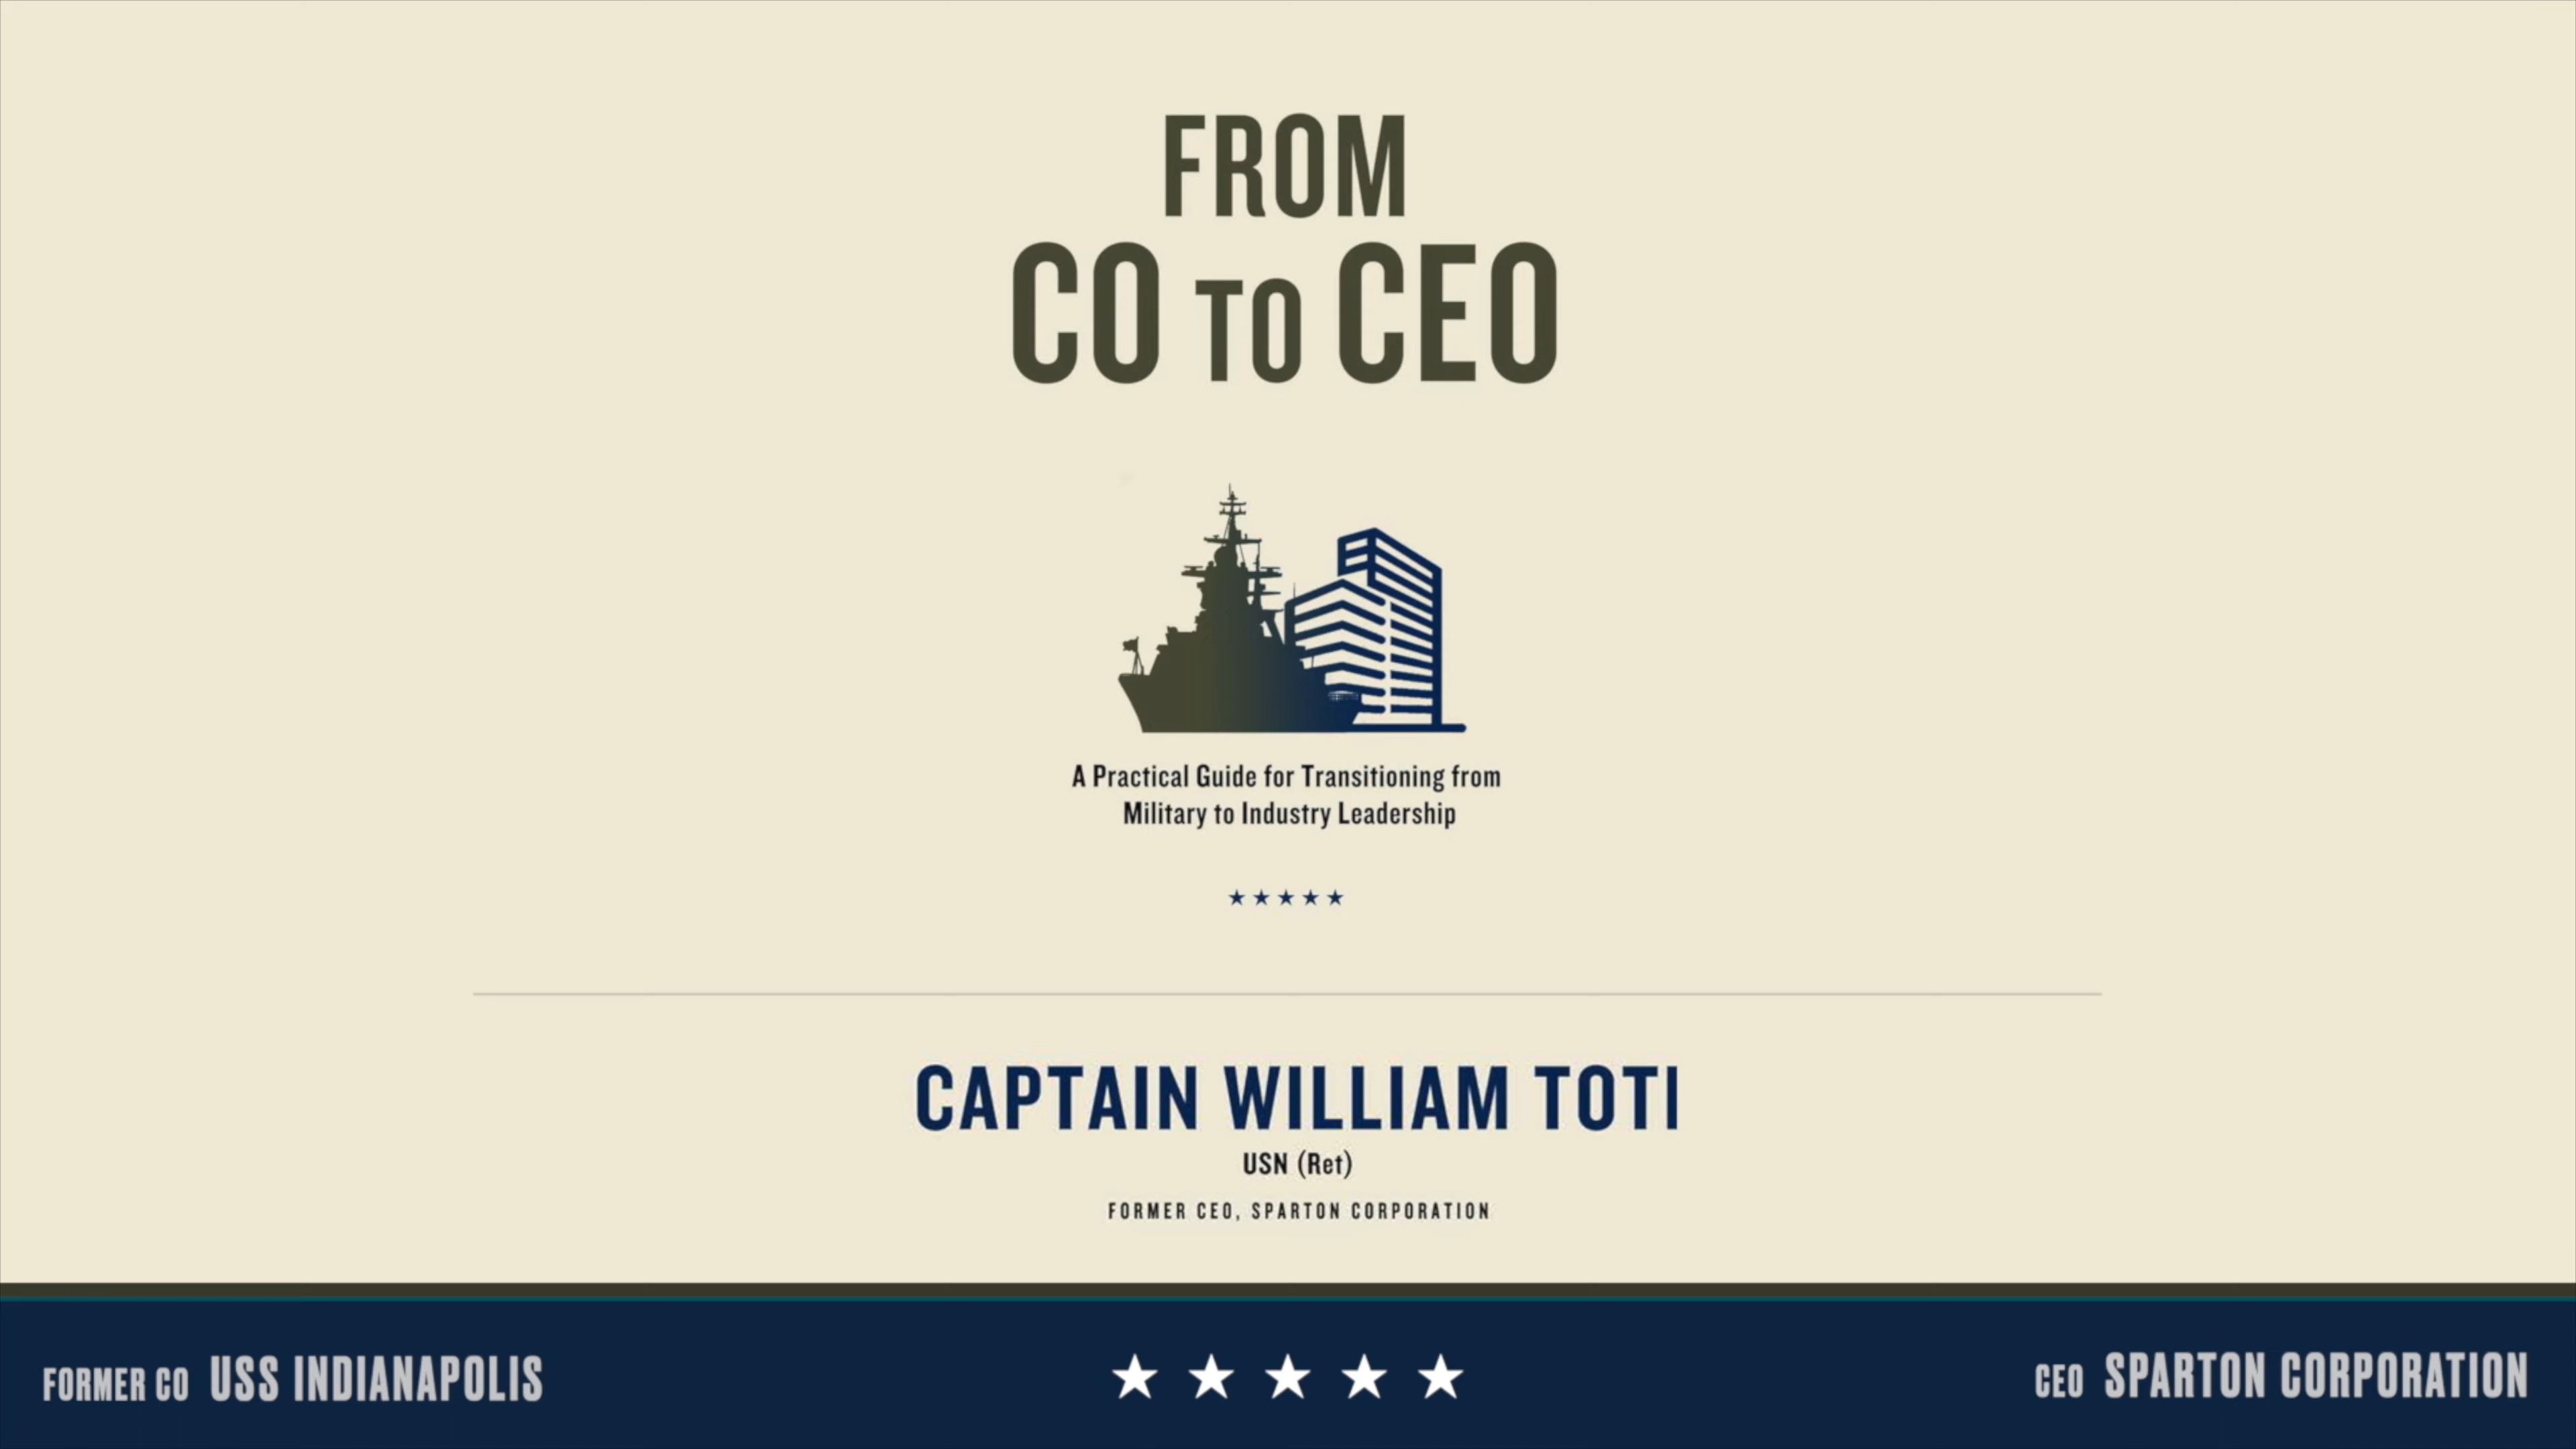 FROM
CO TO CEO
A Practical Guide for Transitioning from
Military to Industry Leadership
CAPTAIN WILLIAM TOTI
USN (Ret)
FORMER CEO, SPARTON CORPORATION
FORMER CO USS INDIANAPOLIS
CEO SPARTON CORPORATION